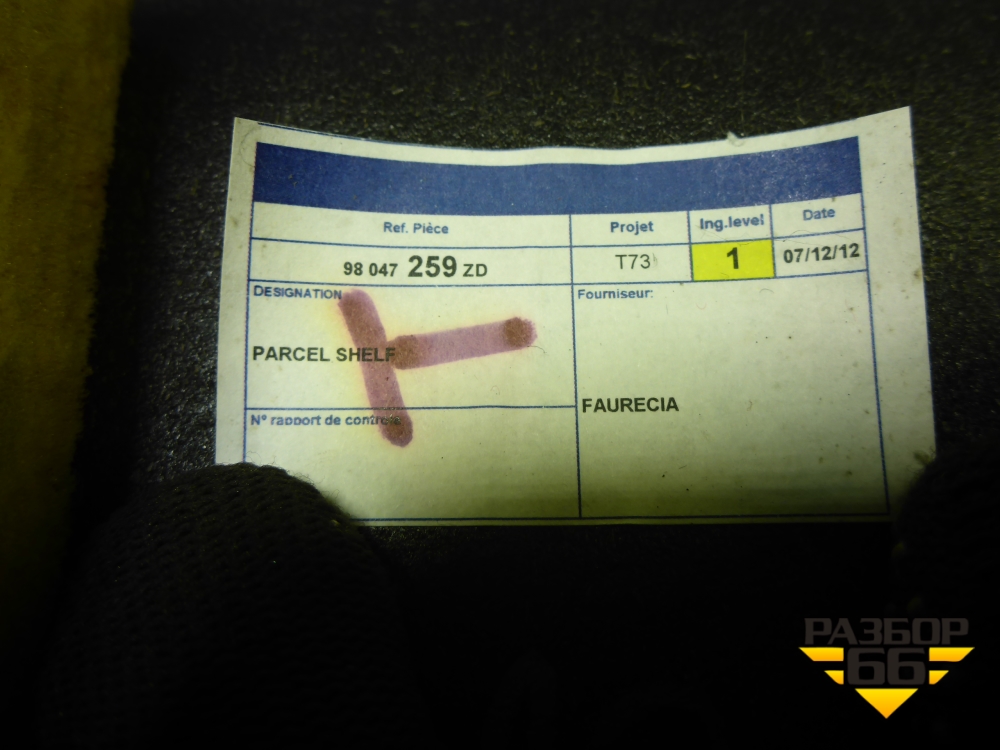 Ref. Pièce
Projet
Ing.level
Date
98 047 259 ZD
T73
1
07/12/12
DESIGNATION
Fourniseur:
PARCEL SHELF
FAURECIA
N° rapport de contrôle
РАЗБОР
66